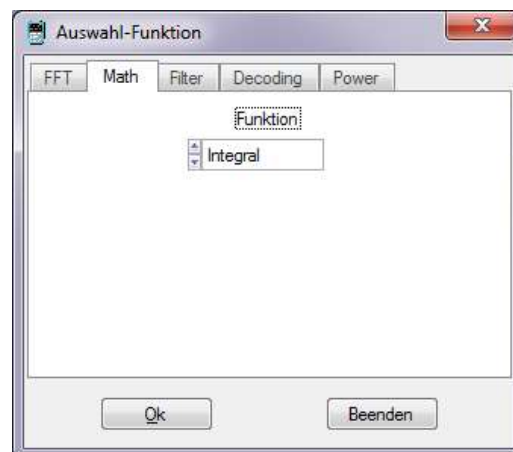 Auswahl-Funktion
FFT Math Filter Decoding Power
Funktion
Integral
Ok Beenden